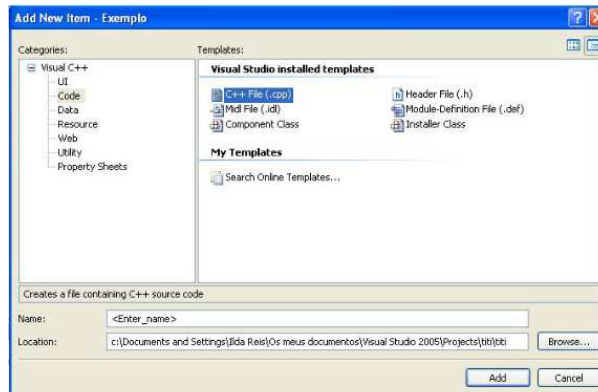 Add New Item - Exemplo
Categories:
Templates:
Visual C++
UI
Code
Data
Resource
Web
Utility
Property Sheets
Visual Studio installed templates
C++ File (.cpp)
Header File (.h)
Midl File (.idl)
Module-Definition File (.def)
Component Class
Installer Class
My Templates
Search Online Templates...
Creates a file containing C++ source code
Name:
<Enter_name>
Location:
c:\Documents and Settings\Ilda Reis\Os meus documentos\Visual Studio 2005\Projects\titi\titi
Browse...
Add
Cancel